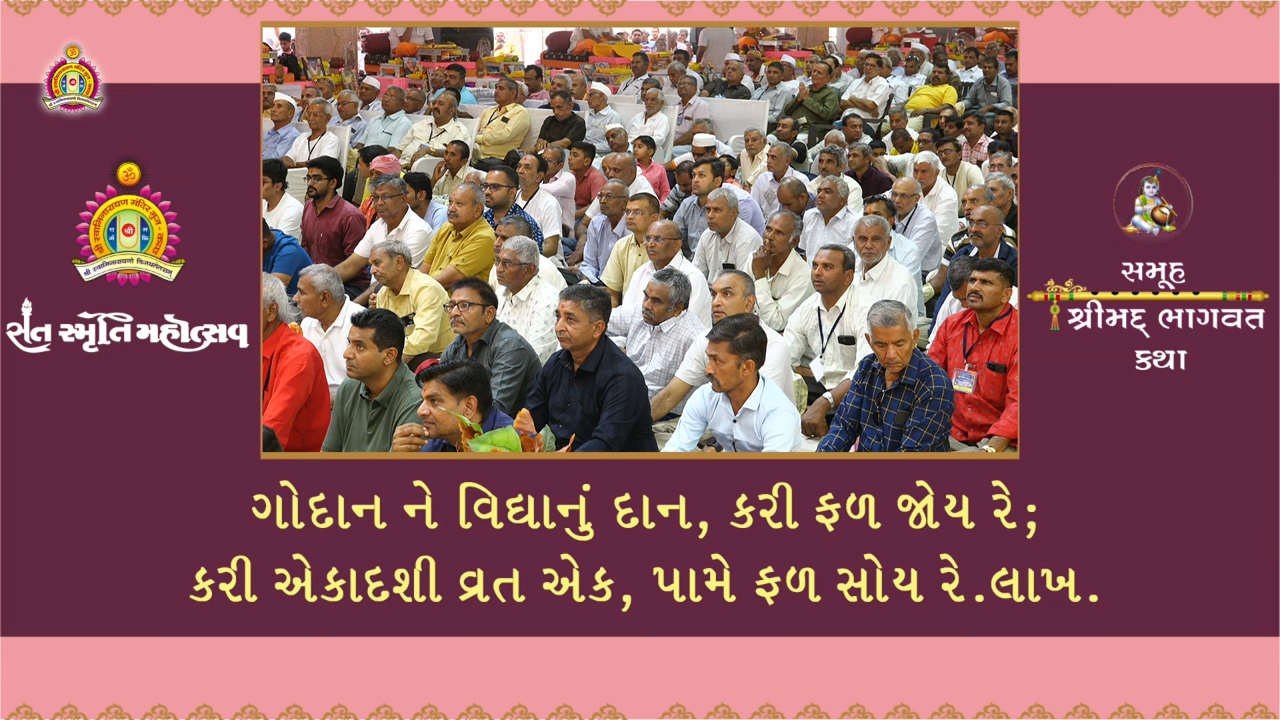 સંત સ્મૃતિ મહોત્સવ
સમૂહ
શ્રીમદ્ ભાગવત
કથા
ગોદાન ને વિદ્યાનું દાન, કરી ફળ જોય રે;
કરી એકાદશી વ્રત એક, પામે ફળ સોય રે.લાખ.